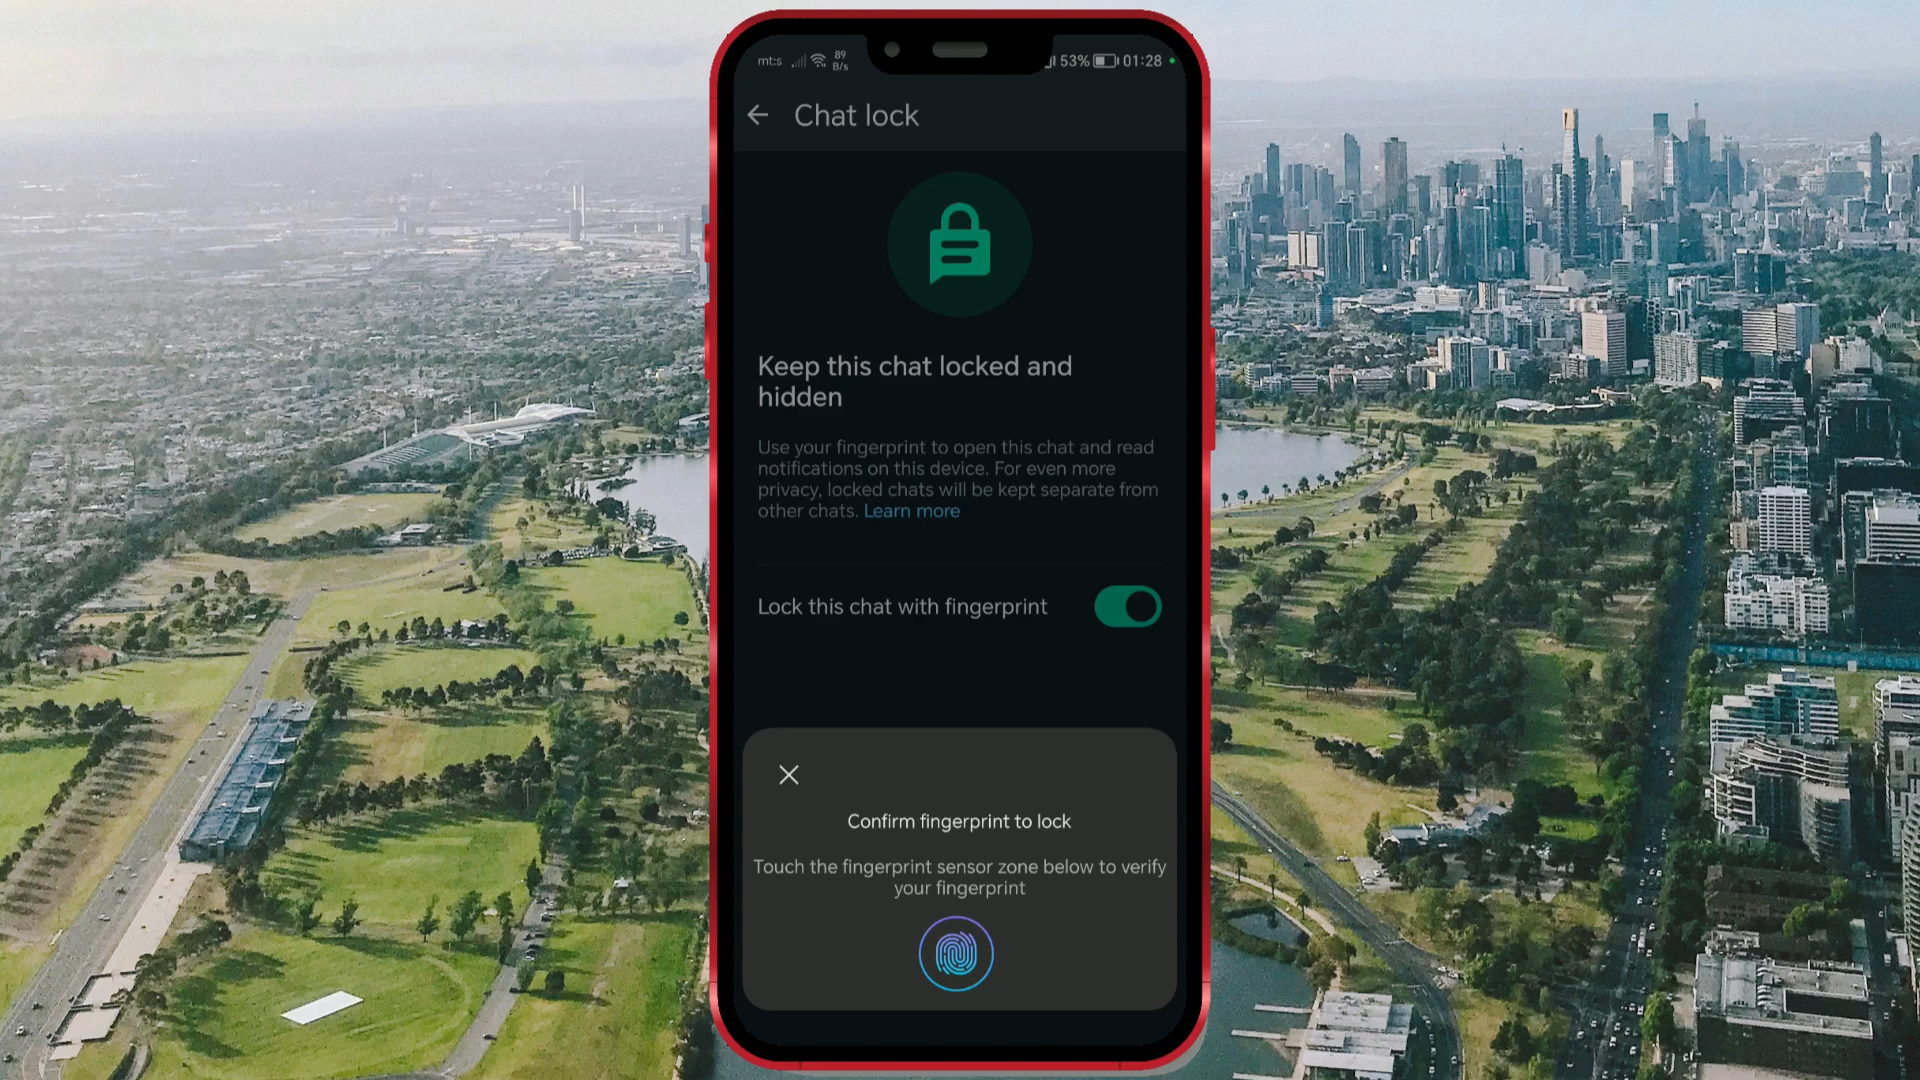 mt:s 89 B/s 53% 01:28
Chat lock
Keep this chat locked and
hidden
Use your fingerprint to open this chat and read
notifications on this device. For even more
privacy, locked chats will be kept separate from
other chats. Learn more
Lock this chat with fingerprint
Confirm fingerprint to lock
Touch the fingerprint sensor zone below to verify
your fingerprint